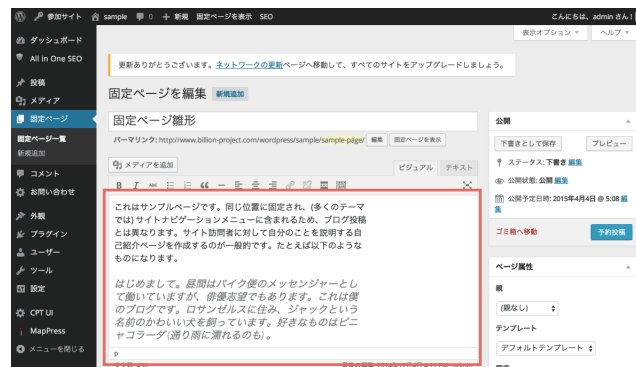 参加サイト sample 0 + 新規 固定ページを表示 SEO こんにちは、admin さん!
表示オプション ヘルプ
ダッシュボード
All in One SEO
投稿
メディア
固定ページ
固定ページ一覧
新規追加
コメント
お問い合わせ
外観
プラグイン
ユーザー
ツール
設定
CPT UI
MapPress
メニューを閉じる
更新ありがとうございます。ネットワークの更新ページへ移動して、すべてのサイトをアップグレードしましょう。
固定ページを編集 新規追加
固定ページ雛形
パーマリンク: http://www.billion-project.com/wordpress/sample/sample-page/ 編集 固定ページを表示
メディアを追加
ビジュアル テキスト
B I ABC
これはサンプルページです。同じ位置に固定され、(多くのテーマ
では) サイトナビゲーションメニューに含まれるため、ブログ投稿
とは異なります。サイト訪問者に対して自分のことを説明する自
己紹介ページを作成するのが一般的です。たとえば以下のような
ものになります。
はじめまして。昼間はバイク便のメッセンジャーとし
て働いていますが、俳優志望でもあります。これは僕
のブログです。ロサンゼルスに住み、ジャックという
名前のかわいい犬を飼っています。好きなものはピニ
ャコラーダ(通り雨に濡れるのも)。
p
公開
下書きとして保存 プレビュー
ステータス: 下書き 編集
公開状態: 公開 編集
公開予定日時: 2015年4月4日 @ 5:08 編
集
ゴミ箱へ移動 予約投稿
ページ属性
親
(親なし)
テンプレート
デフォルトテンプレート